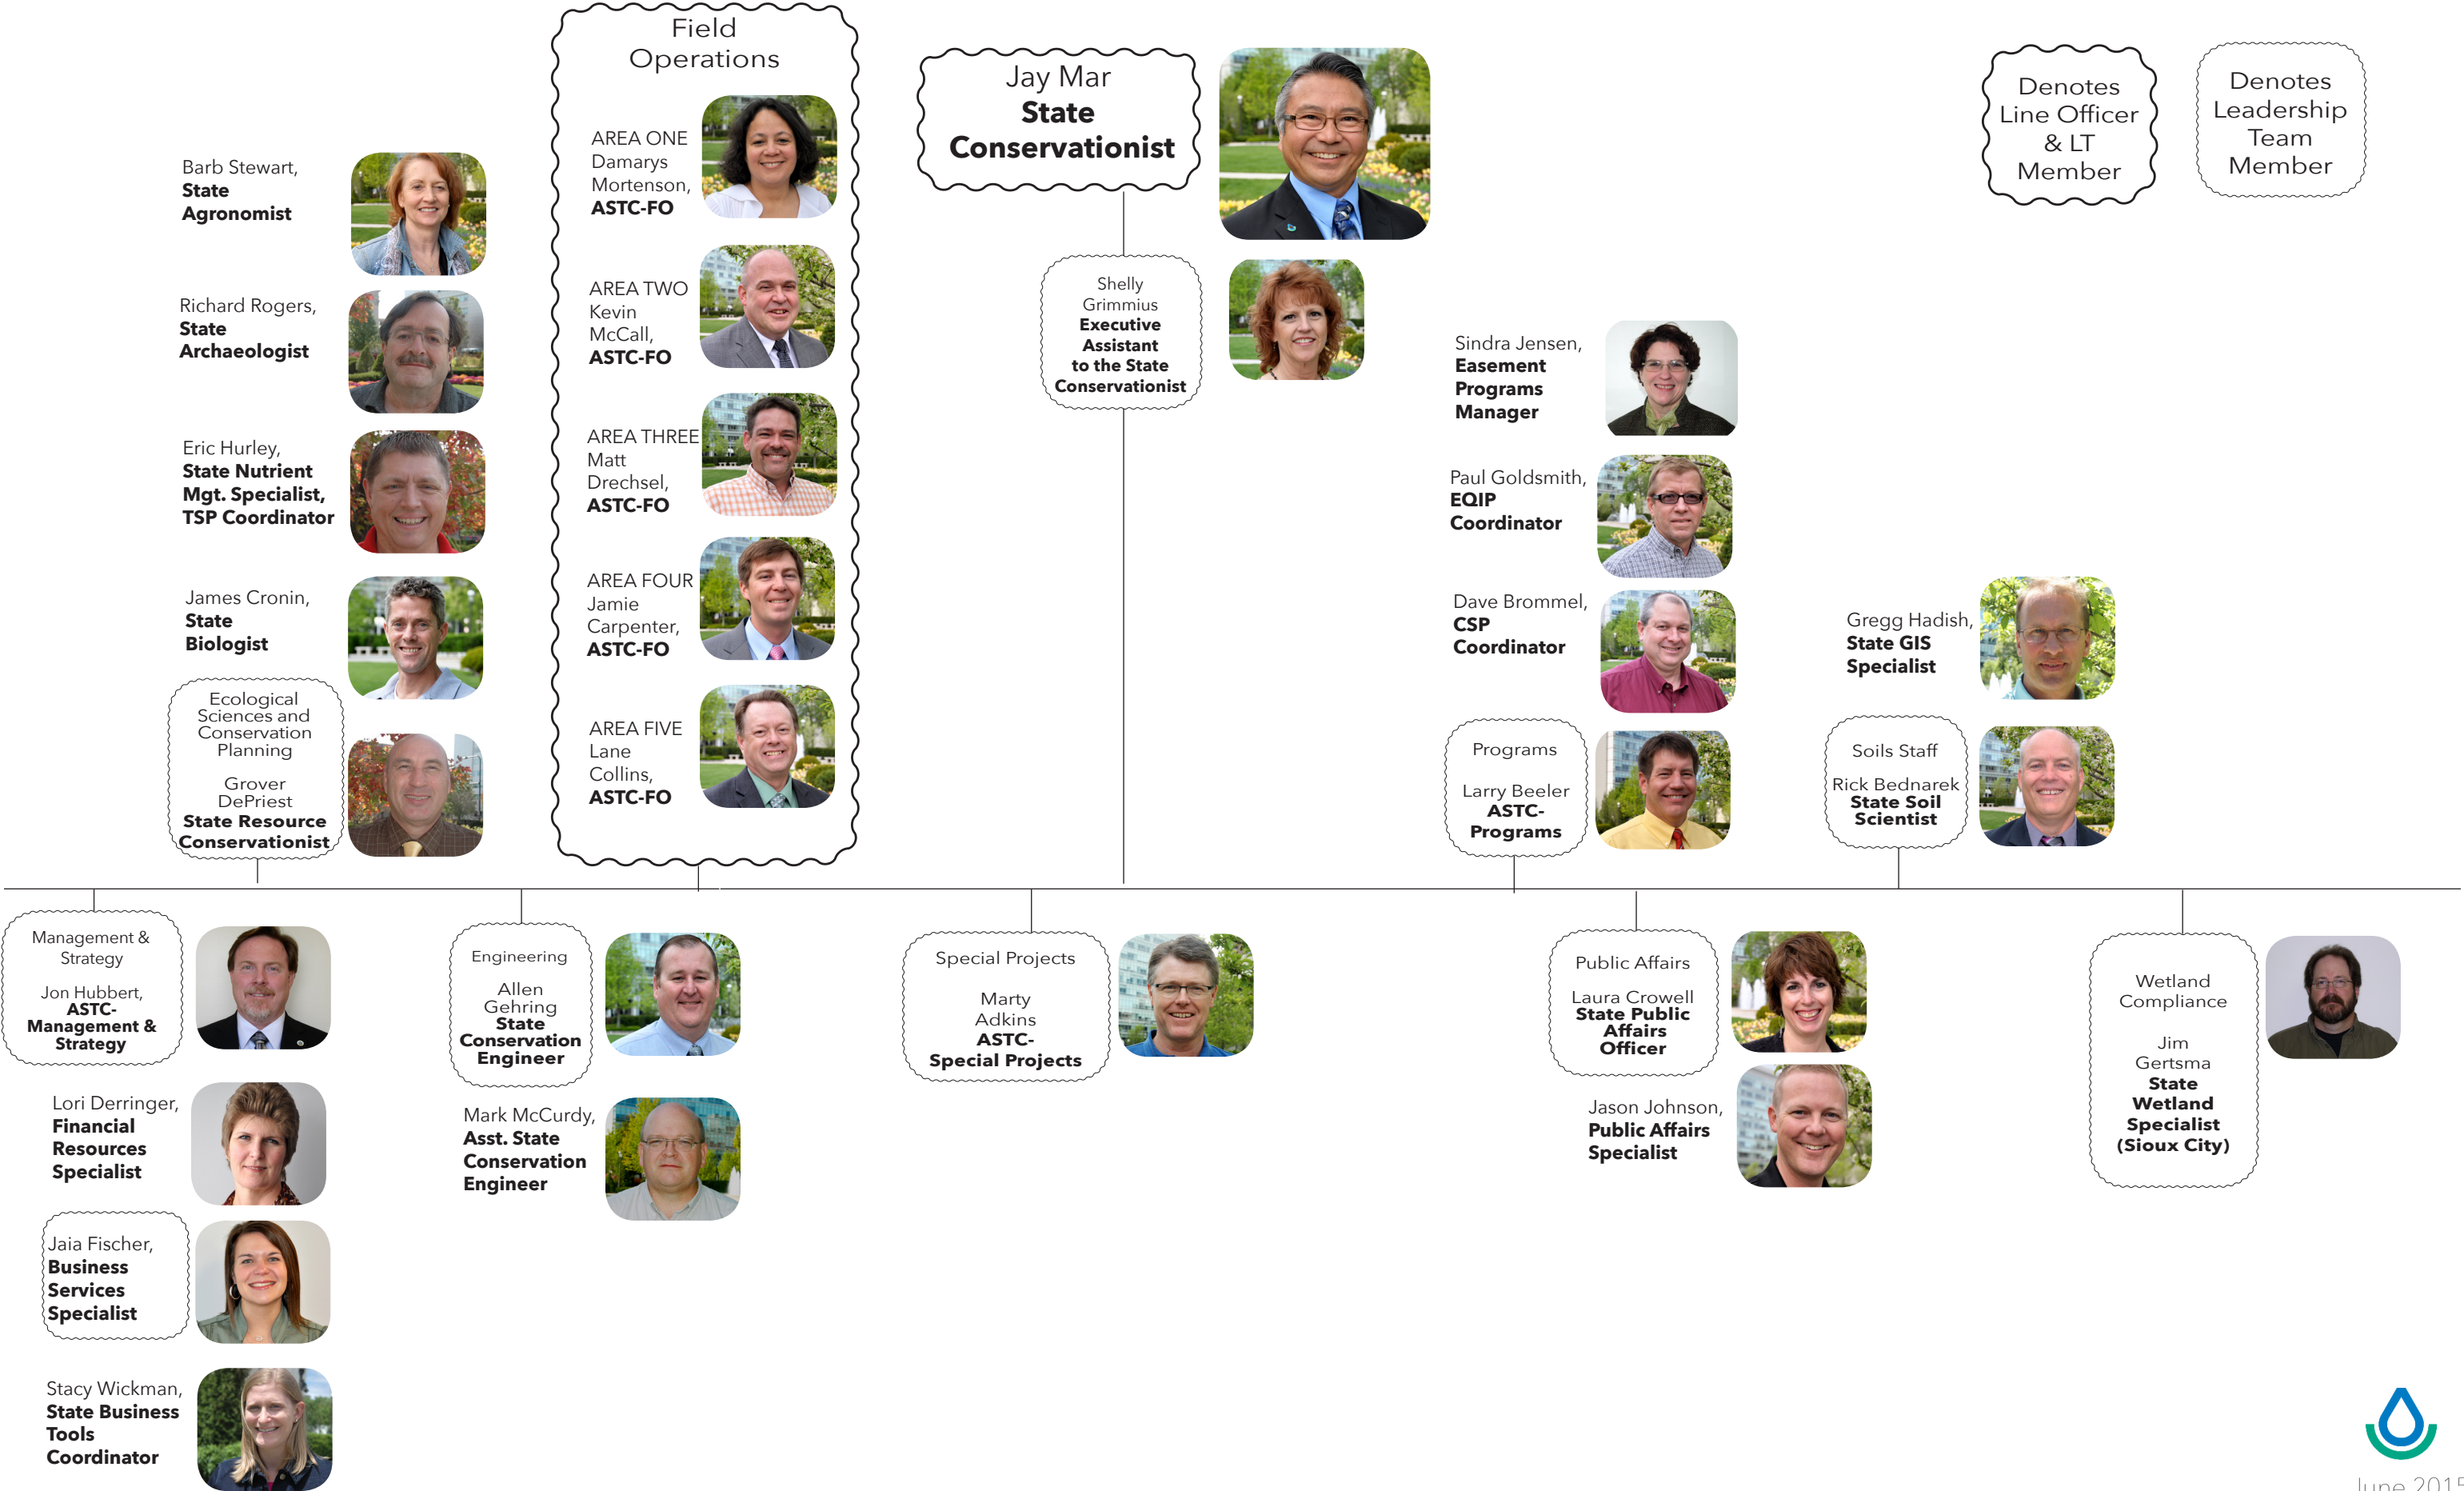 Field
Operations
AREA ONE
Damarys
Mortenson,
ASTC-FO
AREA TWO
Kevin
McCall,
ASTC-FO
AREA THREE
Matt
Drechsel,
ASTC-FO
AREA FOUR
Jamie
Carpenter,
ASTC-FO
AREA FIVE
Lane
Collins,
ASTC-FO
Jay Mar
State
Conservationist
Shelly
Grimmius
Executive
Assistant
to the State
Conservationist
Denotes
Line Officer
& LT
Member
Denotes
Leadership
Team
Member
Barb Stewart,
State
Agronomist
Richard Rogers,
State
Archaeologist
Eric Hurley,
State Nutrient
Mgt. Specialist,
TSP Coordinator
James Cronin,
State
Biologist
Ecological
Sciences and
Conservation
Planning
Grover
DePriest
State Resource
Conservationist
Sindra Jensen,
Easement
Programs
Manager
Paul Goldsmith,
EQIP
Coordinator
Dave Brommel,
CSP
Coordinator
Programs
Larry Beeler
ASTC-
Programs
Gregg Hadish,
State GIS
Specialist
Soils Staff
Rick Bednarek
State Soil
Scientist
Management &
Strategy
Jon Hubbert,
ASTC-
Management &
Strategy
Lori Derringer,
Financial
Resources
Specialist
Jaia Fischer,
Business
Services
Specialist
Stacy Wickman,
State Business
Tools
Coordinator
Engineering
Allen
Gehring
State
Conservation
Engineer
Mark McCurdy,
Asst. State
Conservation
Engineer
Special Projects
Marty
Adkins
ASTC-
Special Projects
Public Affairs
Laura Crowell
State Public
Affairs
Officer
Jason Johnson,
Public Affairs
Specialist
Wetland
Compliance
Jim
Gertsma
State
Wetland
Specialist
(Sioux City)
June 2015